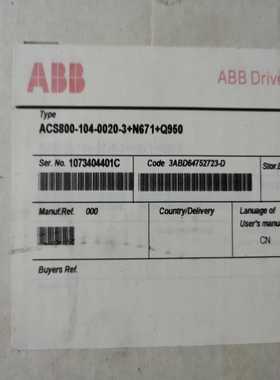 ABB
ABB Drive
Type
ACS800-104-0020-3+N671+Q950
Ser. No. 1073404401C
Code 3ABD64752723-D
Stor.
Manuf.Ref. 000
Country/Delivery
Lanuage of
User's manu
CN
Buyers Ref.